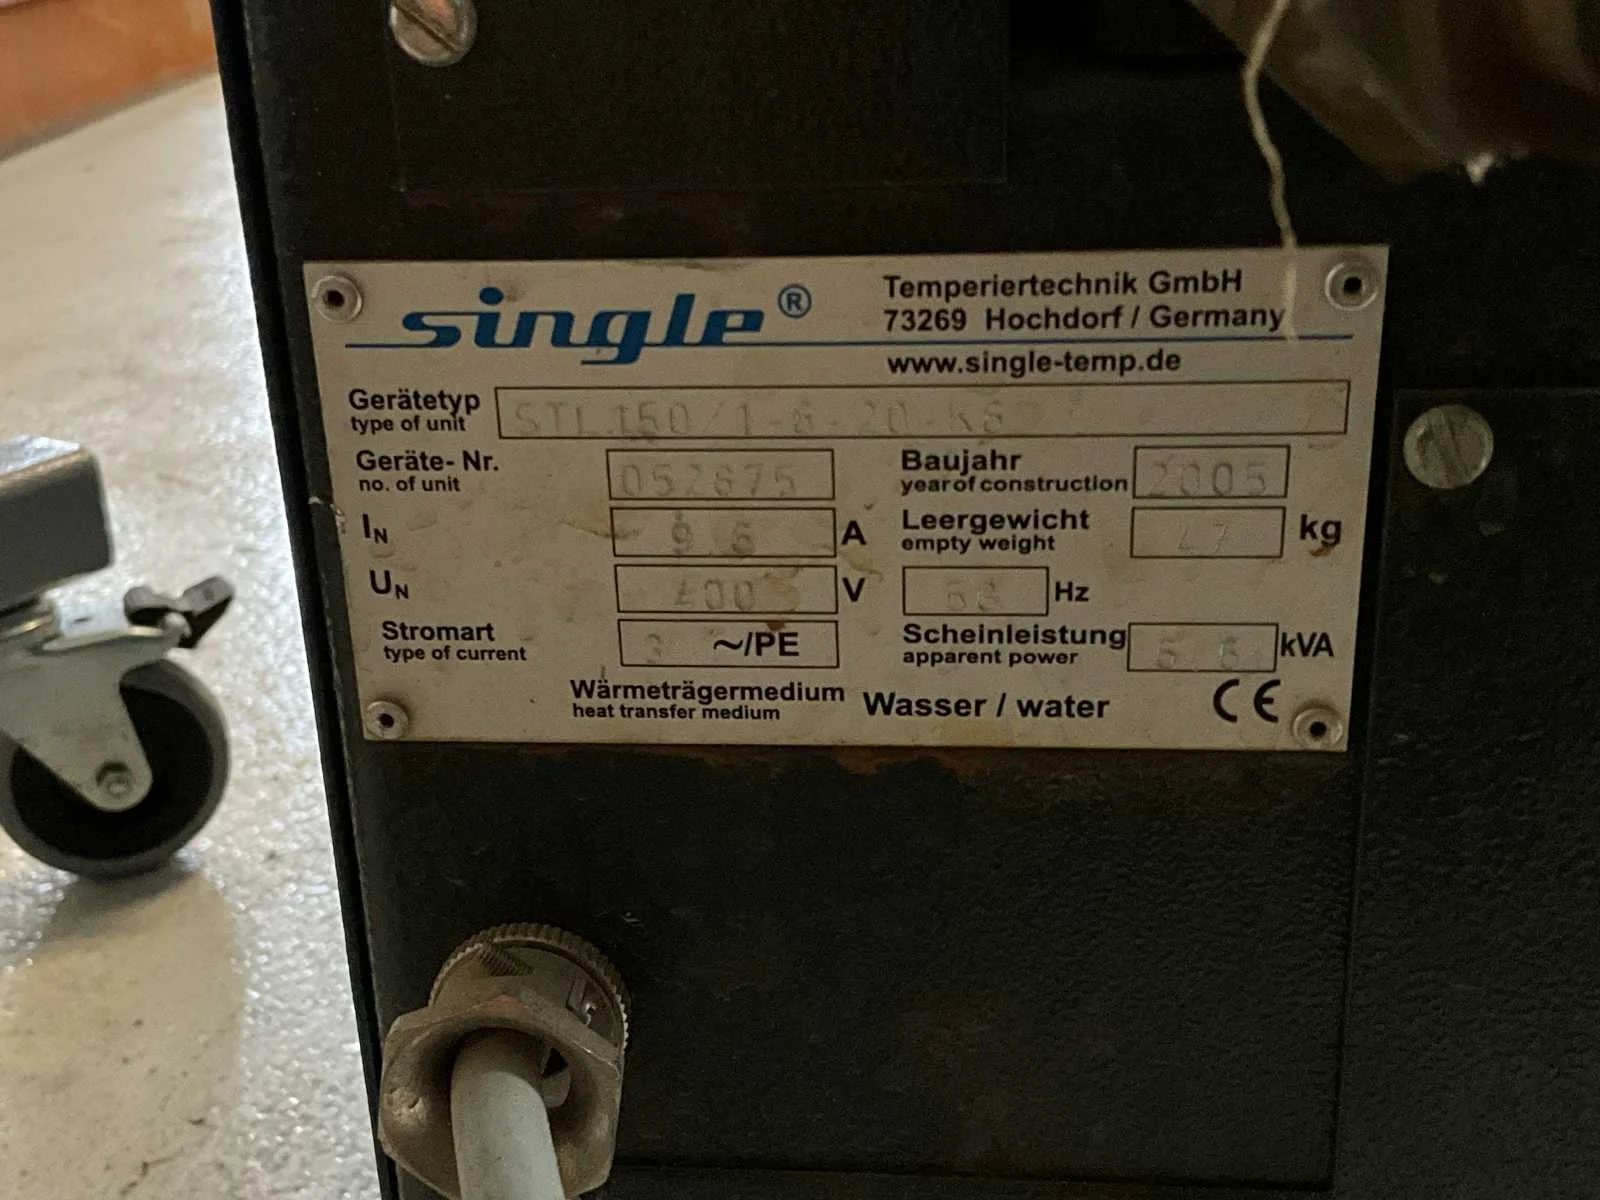 single®
Temperiertechnik GmbH
73269 Hochdorf / Germany
www.single-temp.de
Gerätetyp
type of unit
Geräte- Nr. 052675 Baujahr 2005
no. of unit year of construction
IN 9.6 A Leergewicht 47 kg
empty weight
UN 400 V Hz
Stromart 3 ~/PE Scheinleistung kVA
type of current apparent power
Wärmeträgermedium Wasser / water CE
heat transfer medium